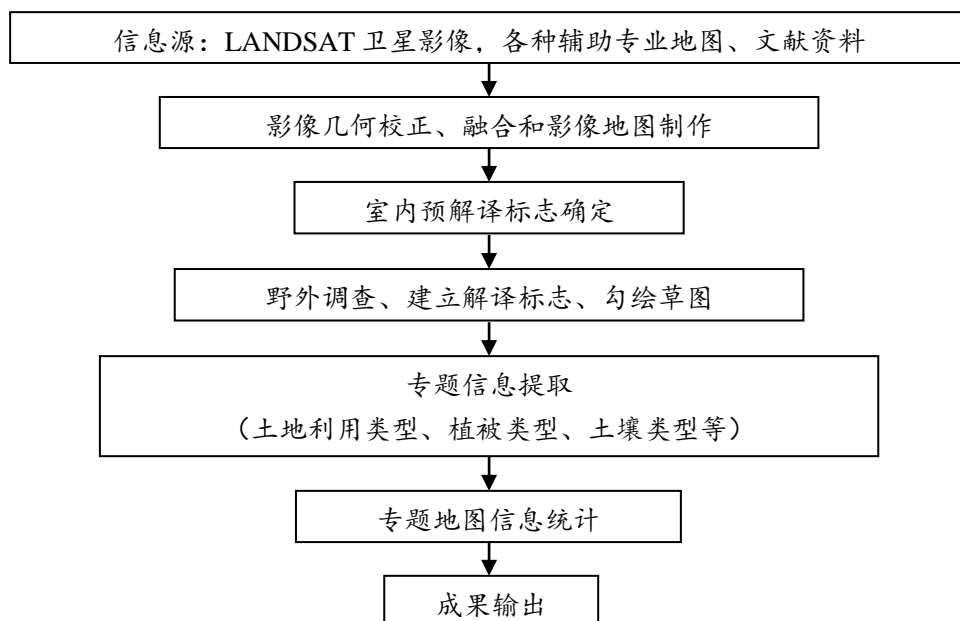 信息源：LANDSAT 卫星影像，各种辅助专业地图、文献资料
影像几何校正、融合和影像地图制作
室内预解译标志确定
野外调查、建立解译标志、勾绘草图
专题信息提取
（土地利用类型、植被类型、土壤类型等）
专题地图信息统计
成果输出